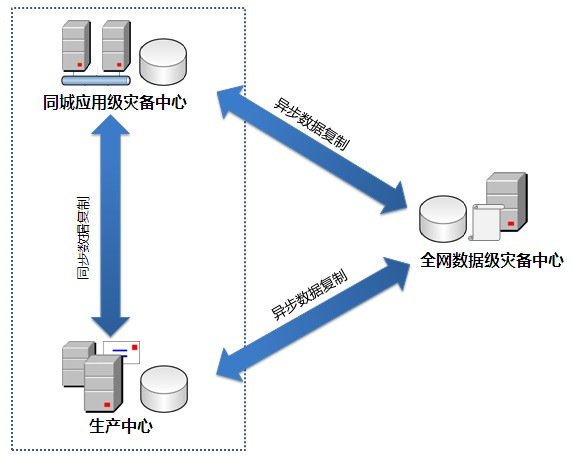 同城应用级灾备中心
异步数据复制
同步数据复制
全网数据级灾备中心
异步数据复制
生产中心